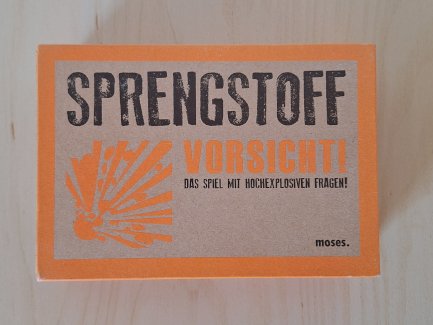 SPRENGSTOFF
VORSICHT!
DAS SPIEL MIT HOCHEXPLOSIVEN FRAGEN!
moses.